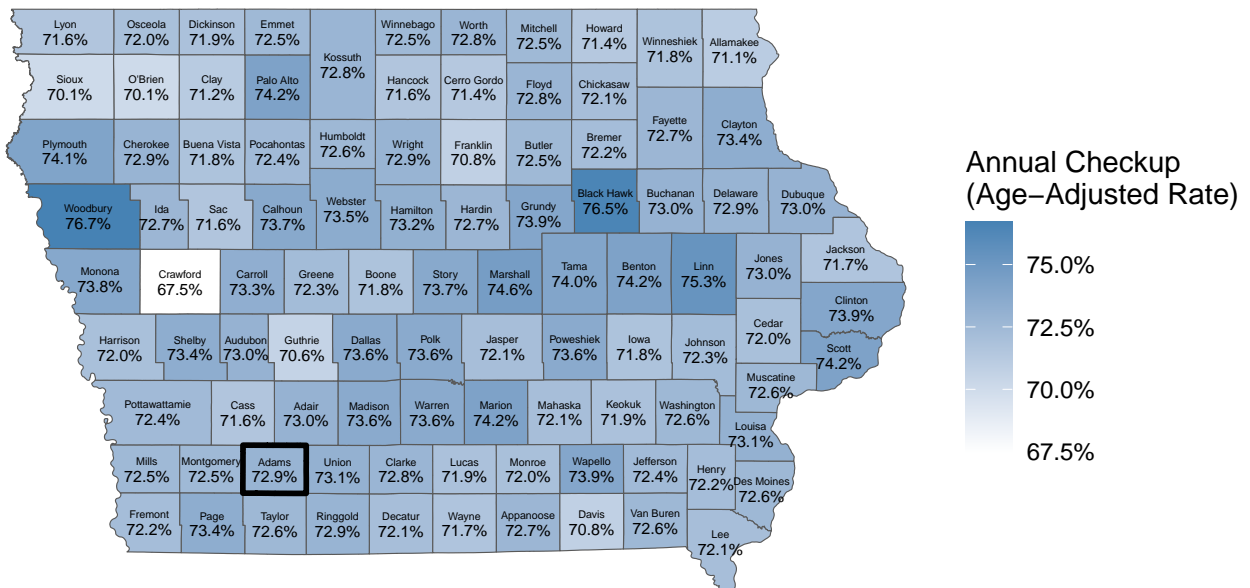 Lyon
71.6%
Osceola
72.0%
Dickinson
71.9%
Emmet
72.5%
Kossuth
72.8%
Winnebago
72.5%
Worth
72.8%
Mitchell
72.5%
Howard
71.4%
Winneshiek
71.8%
Allamakee
71.1%
Sioux
70.1%
O'Brien
70.1%
Clay
71.2%
Palo Alto
74.2%
Hancock
71.6%
Cerro Gordo
71.4%
Floyd
72.8%
Chickasaw
72.1%
Fayette
72.7%
Clayton
73.4%
Plymouth
74.1%
Cherokee
72.9%
Buena Vista
71.8%
Pocahontas
72.4%
Humboldt
72.6%
Wright
72.9%
Franklin
70.8%
Butler
72.5%
Bremer
72.2%
Woodbury
76.7%
Ida
72.7%
Sac
71.6%
Calhoun
73.7%
Webster
73.5%
Hamilton
73.2%
Hardin
72.7%
Grundy
73.9%
Black Hawk
76.5%
Buchanan
73.0%
Delaware
72.9%
Dubuque
73.0%
Monona
73.8%
Crawford
67.5%
Carroll
73.3%
Greene
72.3%
Boone
71.8%
Story
73.7%
Marshall
74.6%
Tama
74.0%
Benton
74.2%
Linn
75.3%
Jones
73.0%
Jackson
71.7%
Clinton
73.9%
Harrison
72.0%
Shelby
73.4%
Audubon
73.0%
Guthrie
70.6%
Dallas
73.6%
Polk
73.6%
Jasper
72.1%
Poweshiek
73.6%
Iowa
71.8%
Johnson
72.3%
Cedar
72.0%
Scott
74.2%
Muscatine
72.6%
Pottawattamie
72.4%
Cass
71.6%
Adair
73.0%
Madison
73.6%
Warren
73.6%
Marion
74.2%
Mahaska
72.1%
Keokuk
71.9%
Washington
72.6%
Louisa
73.1%
Mills
72.5%
Montgomery
72.5%
Adams
72.9%
Union
73.1%
Clarke
72.8%
Lucas
71.9%
Monroe
72.0%
Wapello
73.9%
Jefferson
72.4%
Henry
72.2%
Des Moines
72.6%
Fremont
72.2%
Page
73.4%
Taylor
72.6%
Ringgold
72.9%
Decatur
72.1%
Wayne
71.7%
Appanoose
72.7%
Davis
70.8%
Van Buren
72.6%
Lee
72.1%
Annual Checkup
(Age−Adjusted Rate)
75.0%
72.5%
70.0%
67.5%